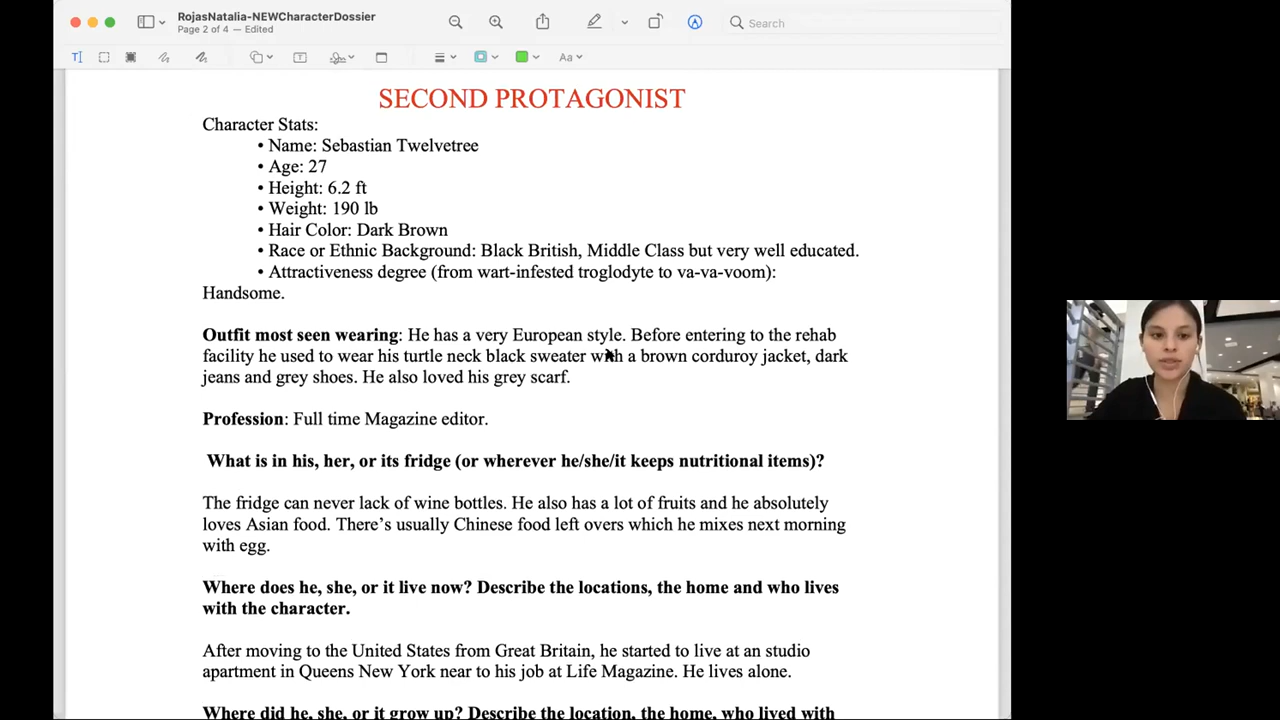 RojasNatalia-NEWCharacterDossier
Page 2 of 4 — Edited
Search
Aa
SECOND PROTAGONIST
Character Stats:
• Name: Sebastian Twelvetree
• Age: 27
• Height: 6.2 ft
• Weight: 190 lb
• Hair Color: Dark Brown
• Race or Ethnic Background: Black British, Middle Class but very well educated.
• Attractiveness degree (from wart-infested troglodyte to va-va-voom):
Handsome.
Outfit most seen wearing: He has a very European style. Before entering to the rehab
facility he used to wear his turtle neck black sweater with a brown corduroy jacket, dark
jeans and grey shoes. He also loved his grey scarf.
Profession: Full time Magazine editor.
What is in his, her, or its fridge (or wherever he/she/it keeps nutritional items)?
The fridge can never lack of wine bottles. He also has a lot of fruits and he absolutely
loves Asian food. There's usually Chinese food left overs which he mixes next morning
with egg.
Where does he, she, or it live now? Describe the locations, the home and who lives
with the character.
After moving to the United States from Great Britain, he started to live at an studio
apartment in Queens New York near to his job at Life Magazine. He lives alone.
Where did he, she, or it grow up? Describe the location, the home, who lived with